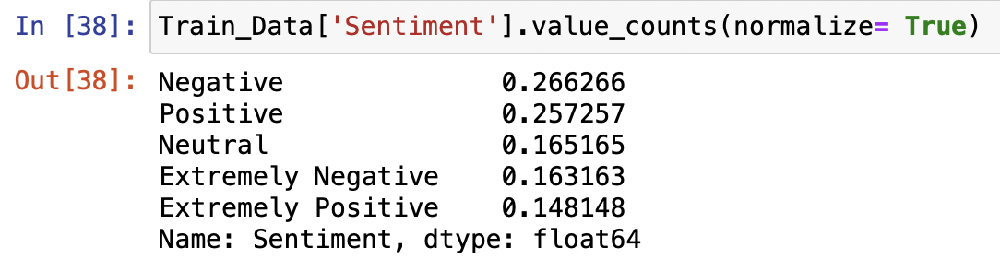 In [38]: Train_Data['Sentiment'].value_counts(normalize= True)
Out[38]: Negative 0.266266
Positive 0.257257
Neutral 0.165165
Extremely Negative 0.163163
Extremely Positive 0.148148
Name: Sentiment, dtype: float64